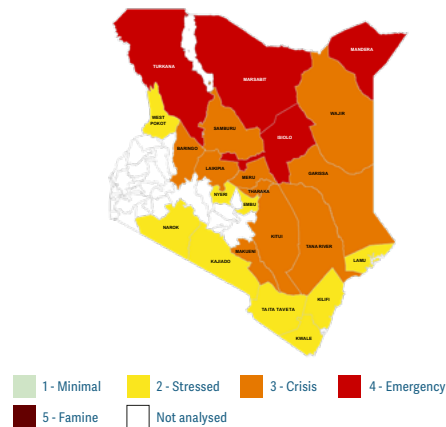 MANDERA
TURKANA
MARSABIT
WEST
POKOT
WAJIR
SAMBURU
ISIOLO
BARINGO
LAIKIPIA
MERU
GARISSA
THARAKA
NYERI
EMBU
NAROK
KITUI
TANA RIVER
MAKUENI
KAJIADO
LAMU
KILIFI
TAITA TAVETA
KWALE
1 - Minimal
2 - Stressed
3 - Crisis
4 - Emergency
5 - Famine
Not analysed